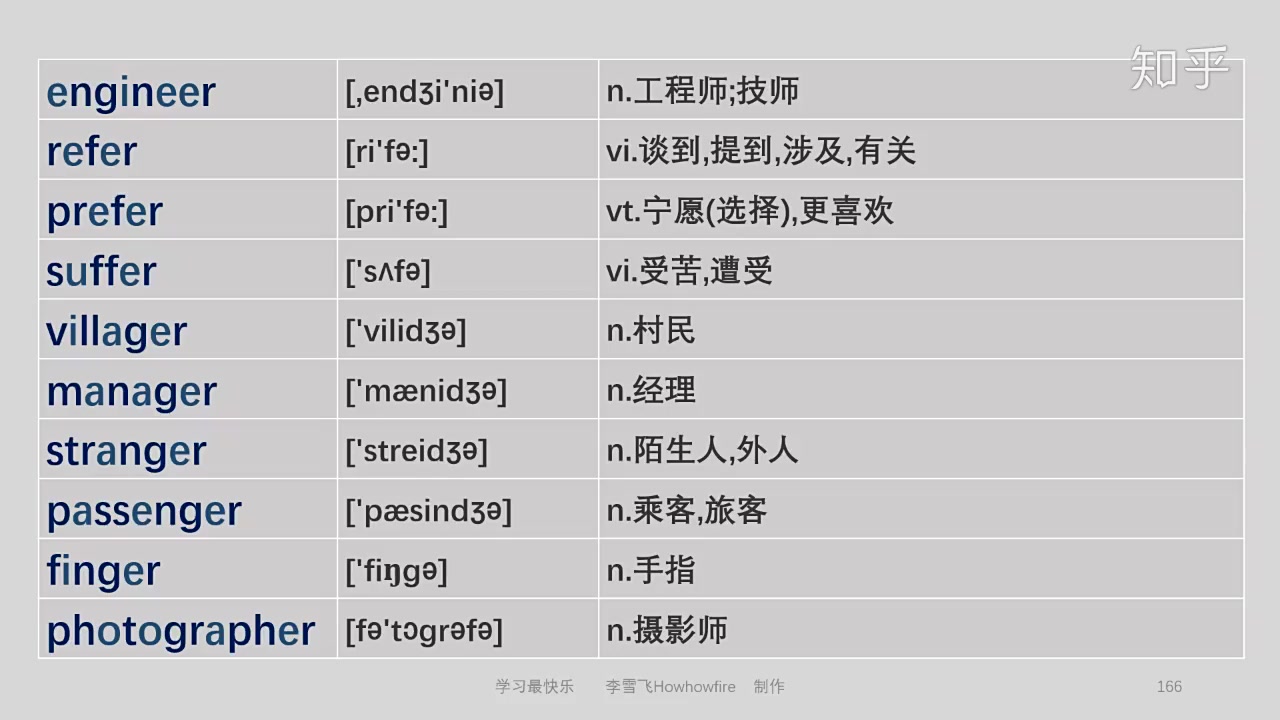 知乎
engineer [,endʒi'niə] n.工程师;技师
refer [ri'fə:] vi.谈到,提到,涉及,有关
prefer [pri'fə:] vt.宁愿(选择),更喜欢
suffer ['sʌfə] vi.受苦,遭受
villager ['vilidʒə] n.村民
manager ['mænidʒə] n.经理
stranger ['streidʒə] n.陌生人,外人
passenger ['pæsindʒə] n.乘客,旅客
finger ['fiŋgə] n.手指
photographer [fə'tɔgrəfə] n.摄影师
学习最快乐 李雪飞Howhowfire 制作 166